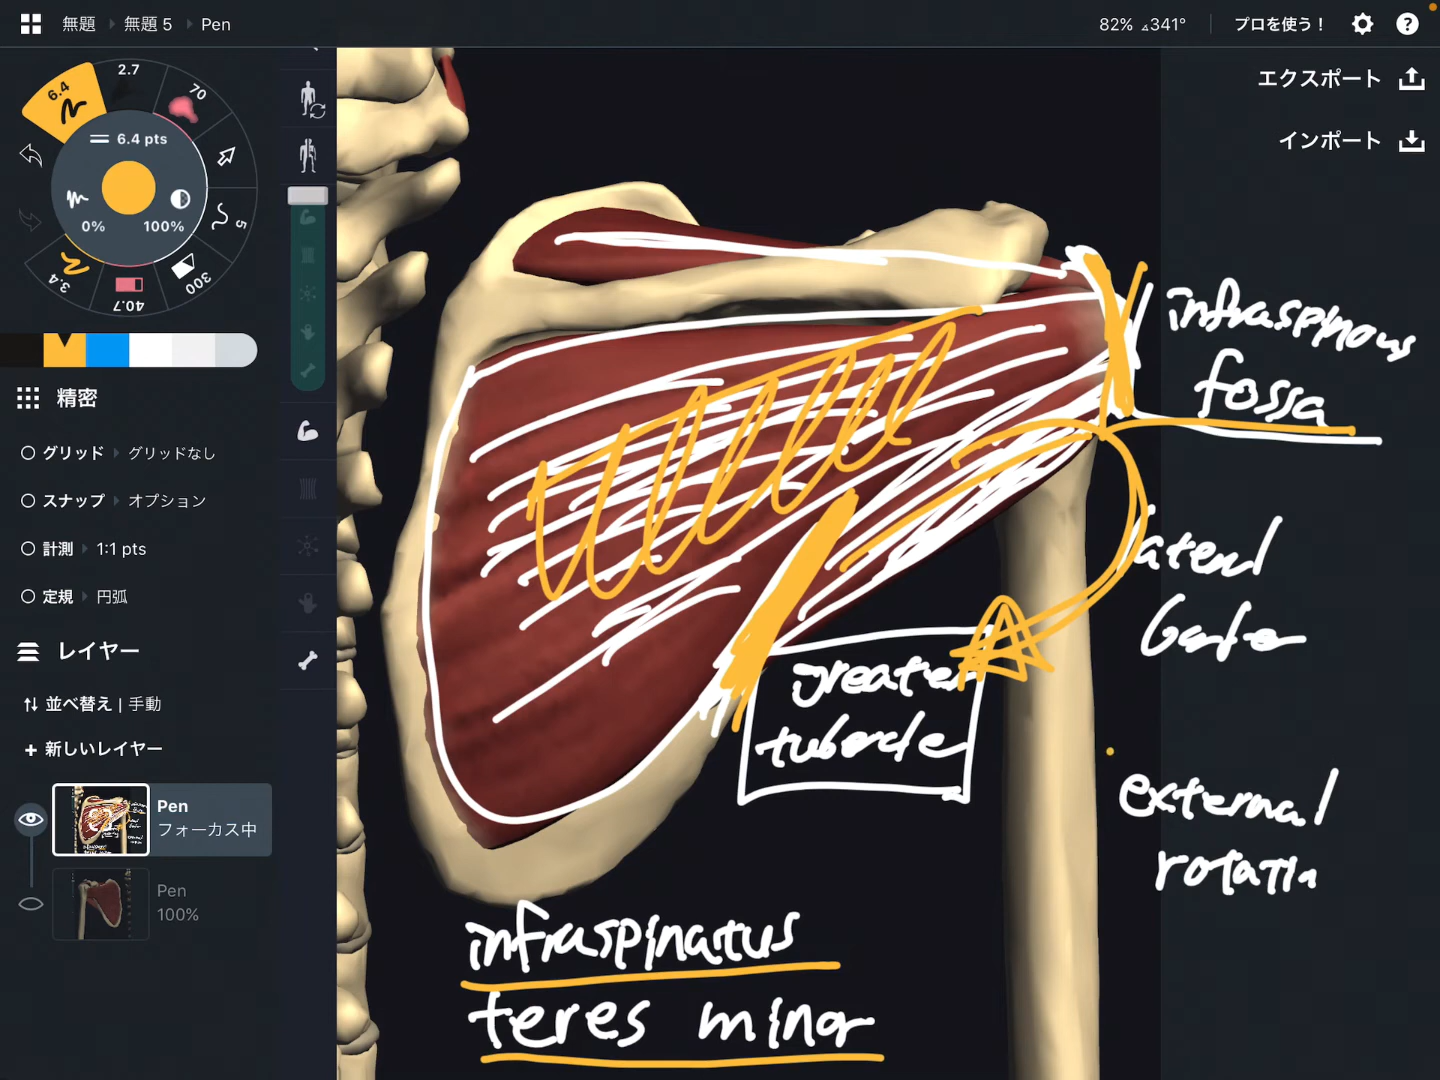 無題 無題 5 Pen
82% ⊿341° プロを使う！
エクスポート
インポート
6.4
2.7
70
5
300
40.7
3.4
6.4 pts
0% 100%
精密
グリッド グリッドなし
スナップ オプション
計測 1:1 pts
定規 円弧
レイヤー
並べ替え | 手動
+ 新しいレイヤー
Pen
フォーカス中
Pen
100%
infraspinous
fossa
lateral
border
greater
tubercle
external
rotatin
infraspinatus
teres minor